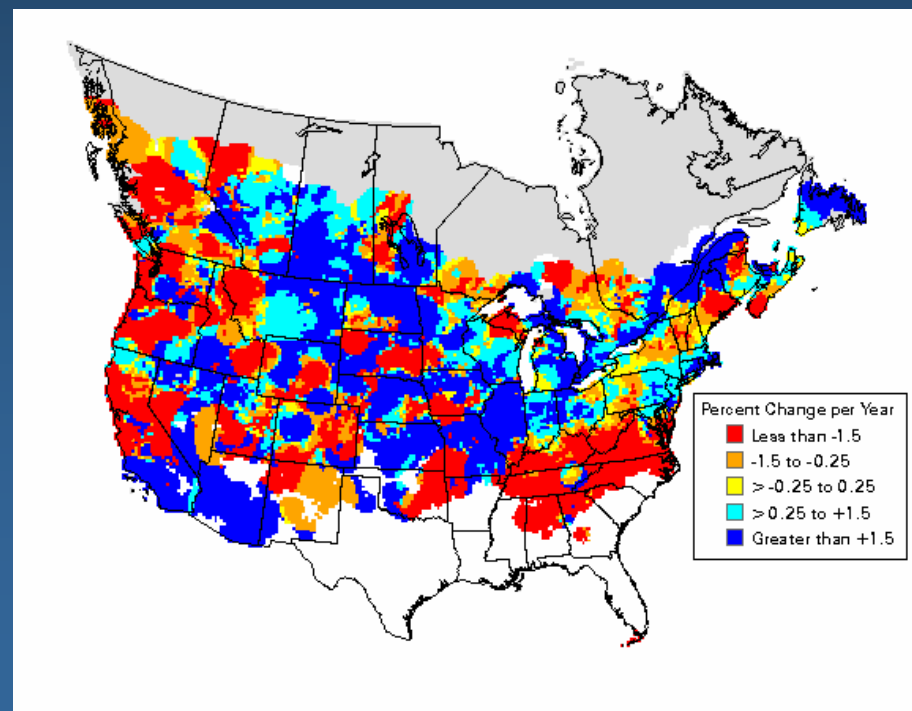 Percent Change per Year
Less than -1.5
-1.5 to -0.25
>-0.25 to 0.25
>0.25 to +1.5
Greater than +1.5